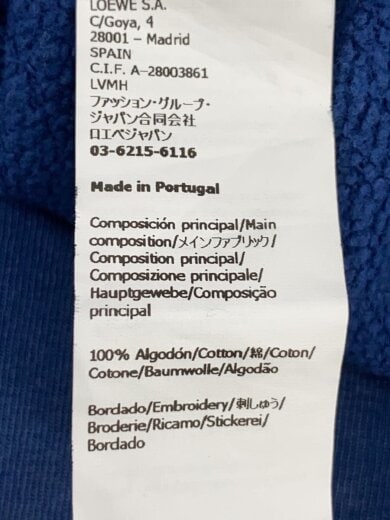 LOEWE S.A.
C/Goya, 4
28001 – Madrid
SPAIN
C.I.F. A-28003861
LVMH
ファッション・グループ・
ジャパン合同会社
ロエベジャパン
03-6215-6116
Made in Portugal
Composición principal/Main
composition/メインファブリック/
Composition principal/
Composizione principale/
Hauptgewebe/Composição
principal
100% Algodón/Cotton/綿/Coton/
Cotone/Baumwolle/Algodão
Bordado/Embroidery/刺しゅう/
Broderie/Ricamo/Stickerei/
Bordado